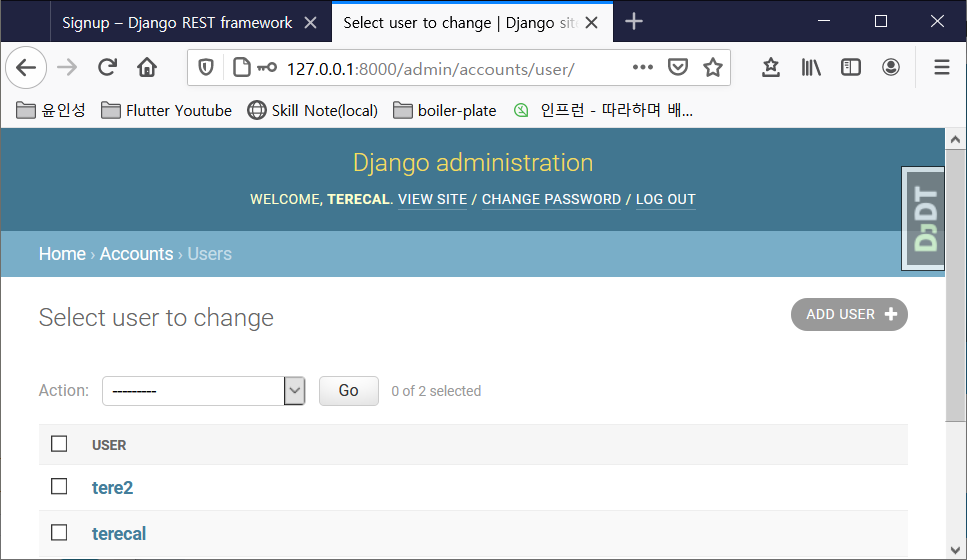 Signup – Django REST framework
Select user to change | Django site
127.0.0.1:8000/admin/accounts/user/
윤인성 Flutter Youtube Skill Note(local) boiler-plate 인프런 - 따라하며 배...
Django administration
WELCOME, TERECAL. VIEW SITE / CHANGE PASSWORD / LOG OUT
DJDT
Home › Accounts › Users
Select user to change
ADD USER
Action: --------- Go 0 of 2 selected
USER
tere2
terecal